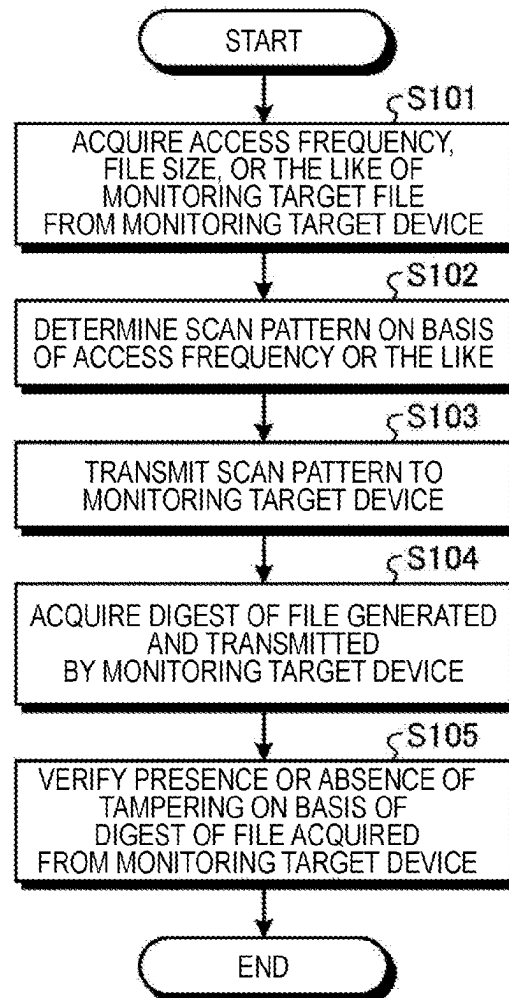 START
S101
ACQUIRE ACCESS FREQUENCY,
FILE SIZE, OR THE LIKE OF
MONITORING TARGET FILE
FROM MONITORING TARGET DEVICE
S102
DETERMINE SCAN PATTERN ON BASIS
OF ACCESS FREQUENCY OR THE LIKE
S103
TRANSMIT SCAN PATTERN TO
MONITORING TARGET DEVICE
S104
ACQUIRE DIGEST OF FILE GENERATED
AND TRANSMITTED
BY MONITORING TARGET DEVICE
S105
VERIFY PRESENCE OR ABSENCE OF
TAMPERING ON BASIS OF
DIGEST OF FILE ACQUIRED
FROM MONITORING TARGET DEVICE
END